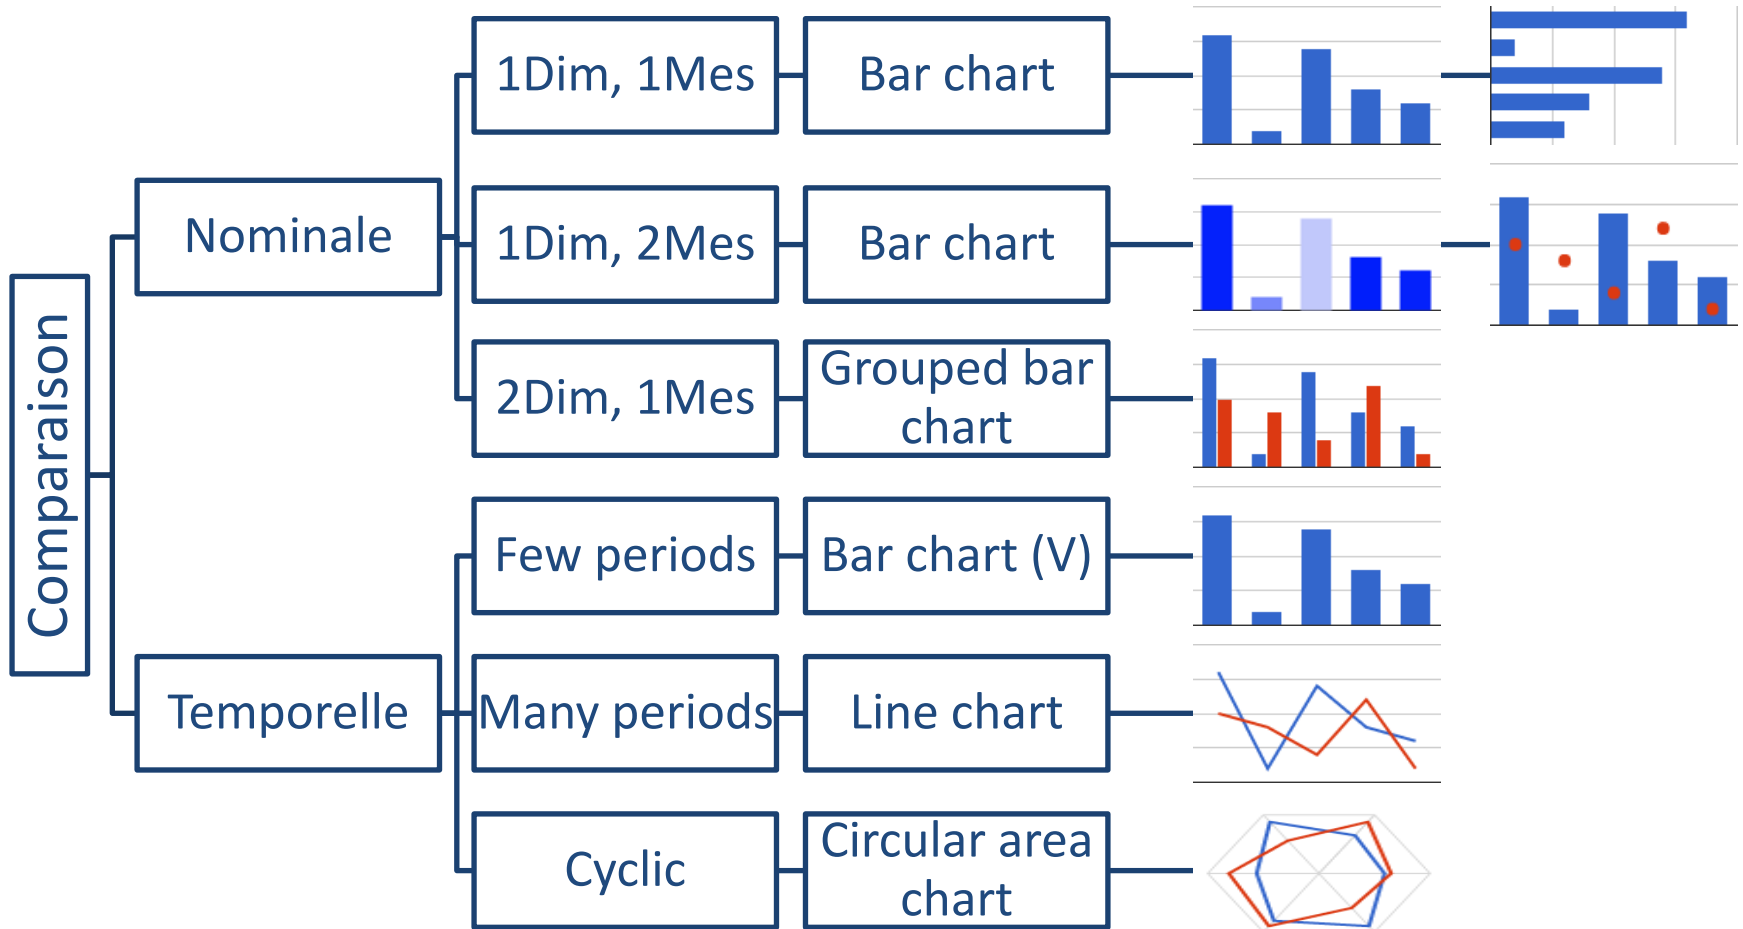 Comparaison
Nominale
1Dim, 1Mes
Bar chart
1Dim, 2Mes
Bar chart
2Dim, 1Mes
Grouped bar
chart
Temporelle
Few periods
Bar chart (V)
Many periods
Line chart
Cyclic
Circular area
chart